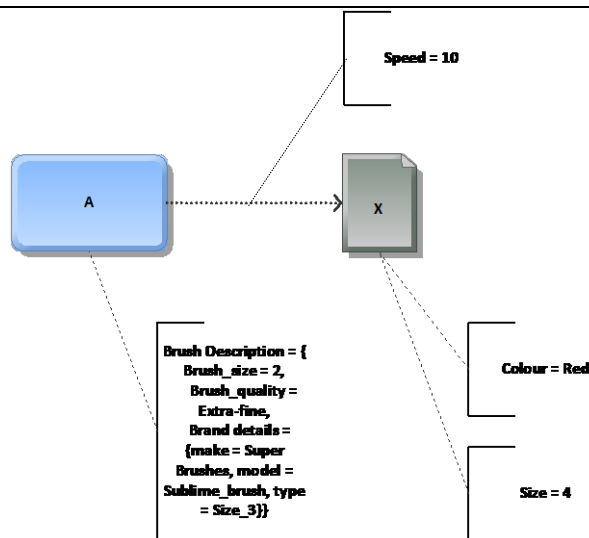 Speed = 10
A
X
Brush Description = {
Brush_size = 2,
Brush_quality =
Extra-fine,
Brand details =
{make = Super
Brushes, model =
Sublime_brush, type
= Size_3}}
Colour = Red
Size = 4